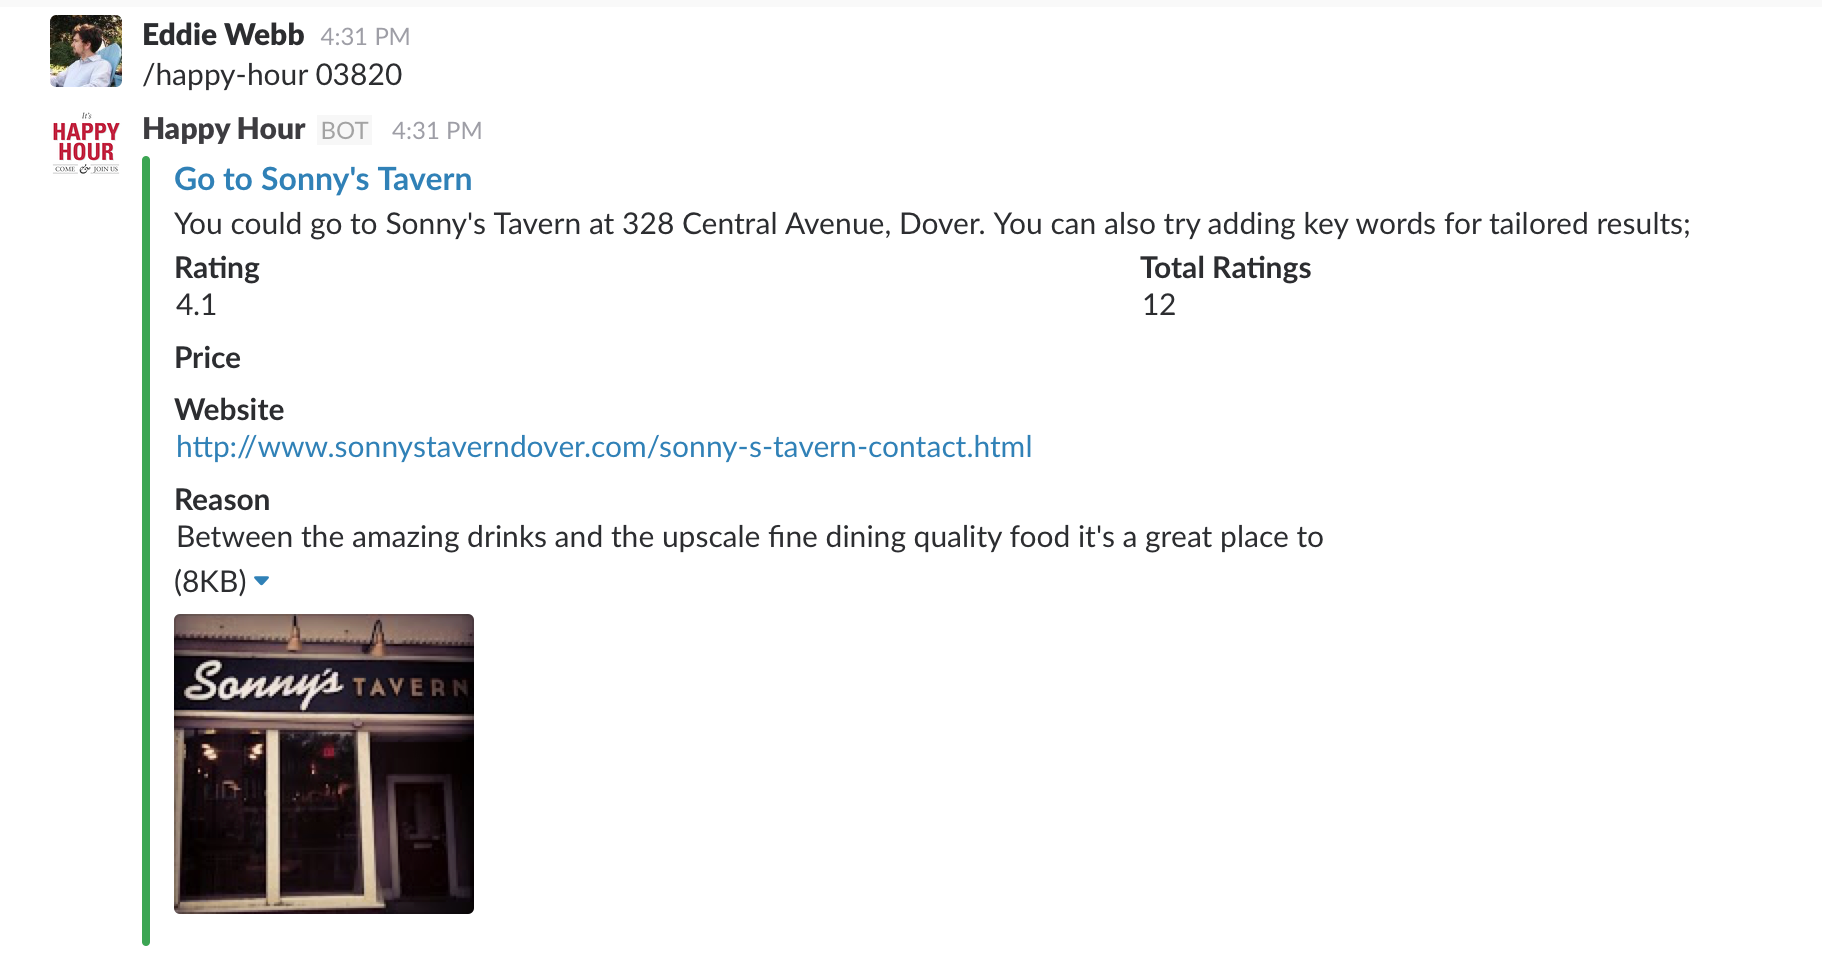 Eddie Webb 4:31 PM
/happy-hour 03820
It's
HAPPY
HOUR
COME & JOIN US
Happy Hour BOT 4:31 PM
Go to Sonny's Tavern
You could go to Sonny's Tavern at 328 Central Avenue, Dover. You can also try adding key words for tailored results;
Rating Total Ratings
4.1 12
Price
Website
http://www.sonnystaverndover.com/sonny-s-tavern-contact.html
Reason
Between the amazing drinks and the upscale fine dining quality food it's a great place to
(8KB)
Sonny's TAVERN